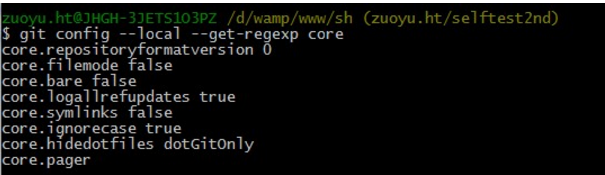 zuoyu.ht@JHGH-3JETS1O3PZ /d/wamp/www/sh (zuoyu.ht/selftest2nd)
$ git config --local --get-regexp core
core.repositoryformatversion 0
core.filemode false
core.bare false
core.logallrefupdates true
core.symlinks false
core.ignorecase true
core.hidedotfiles dotGitOnly
core.pager